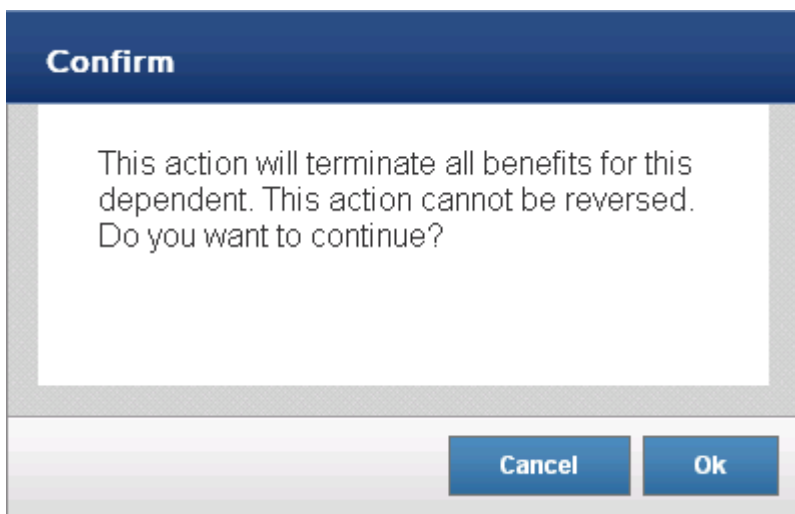 Confirm
This action will terminate all benefits for this
dependent. This action cannot be reversed.
Do you want to continue?
Cancel Ok